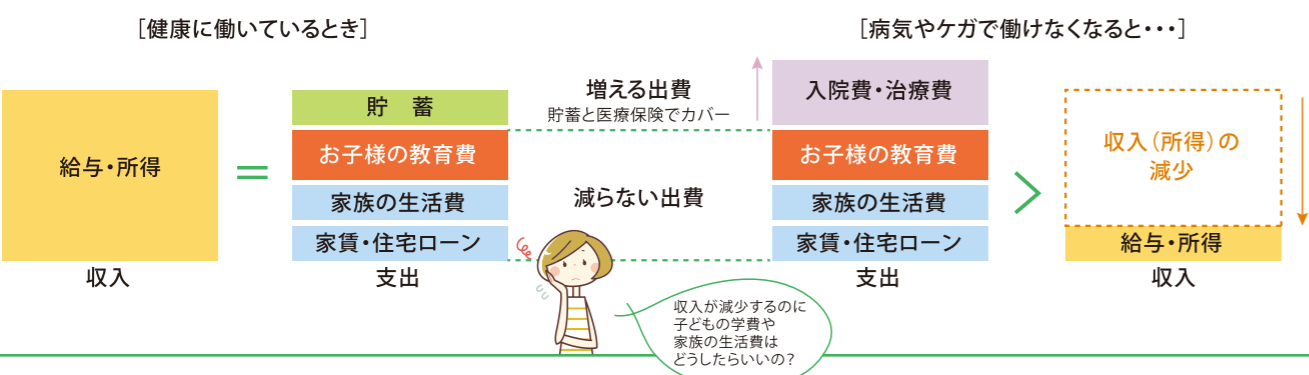 [健康に働いているとき]
[病気やケガで働けなくなると・・・]
給与・所得
収入
＝
貯　蓄
お子様の教育費
家族の生活費
家賃・住宅ローン
支出
増える出費
貯蓄と医療保険でカバー
減らない出費
入院費・治療費
お子様の教育費
家族の生活費
家賃・住宅ローン
支出
＞
収入（所得）の
減少
給与・所得
収入
収入が減少するのに
子どもの学費や
家族の生活費は
どうしたらいいの？